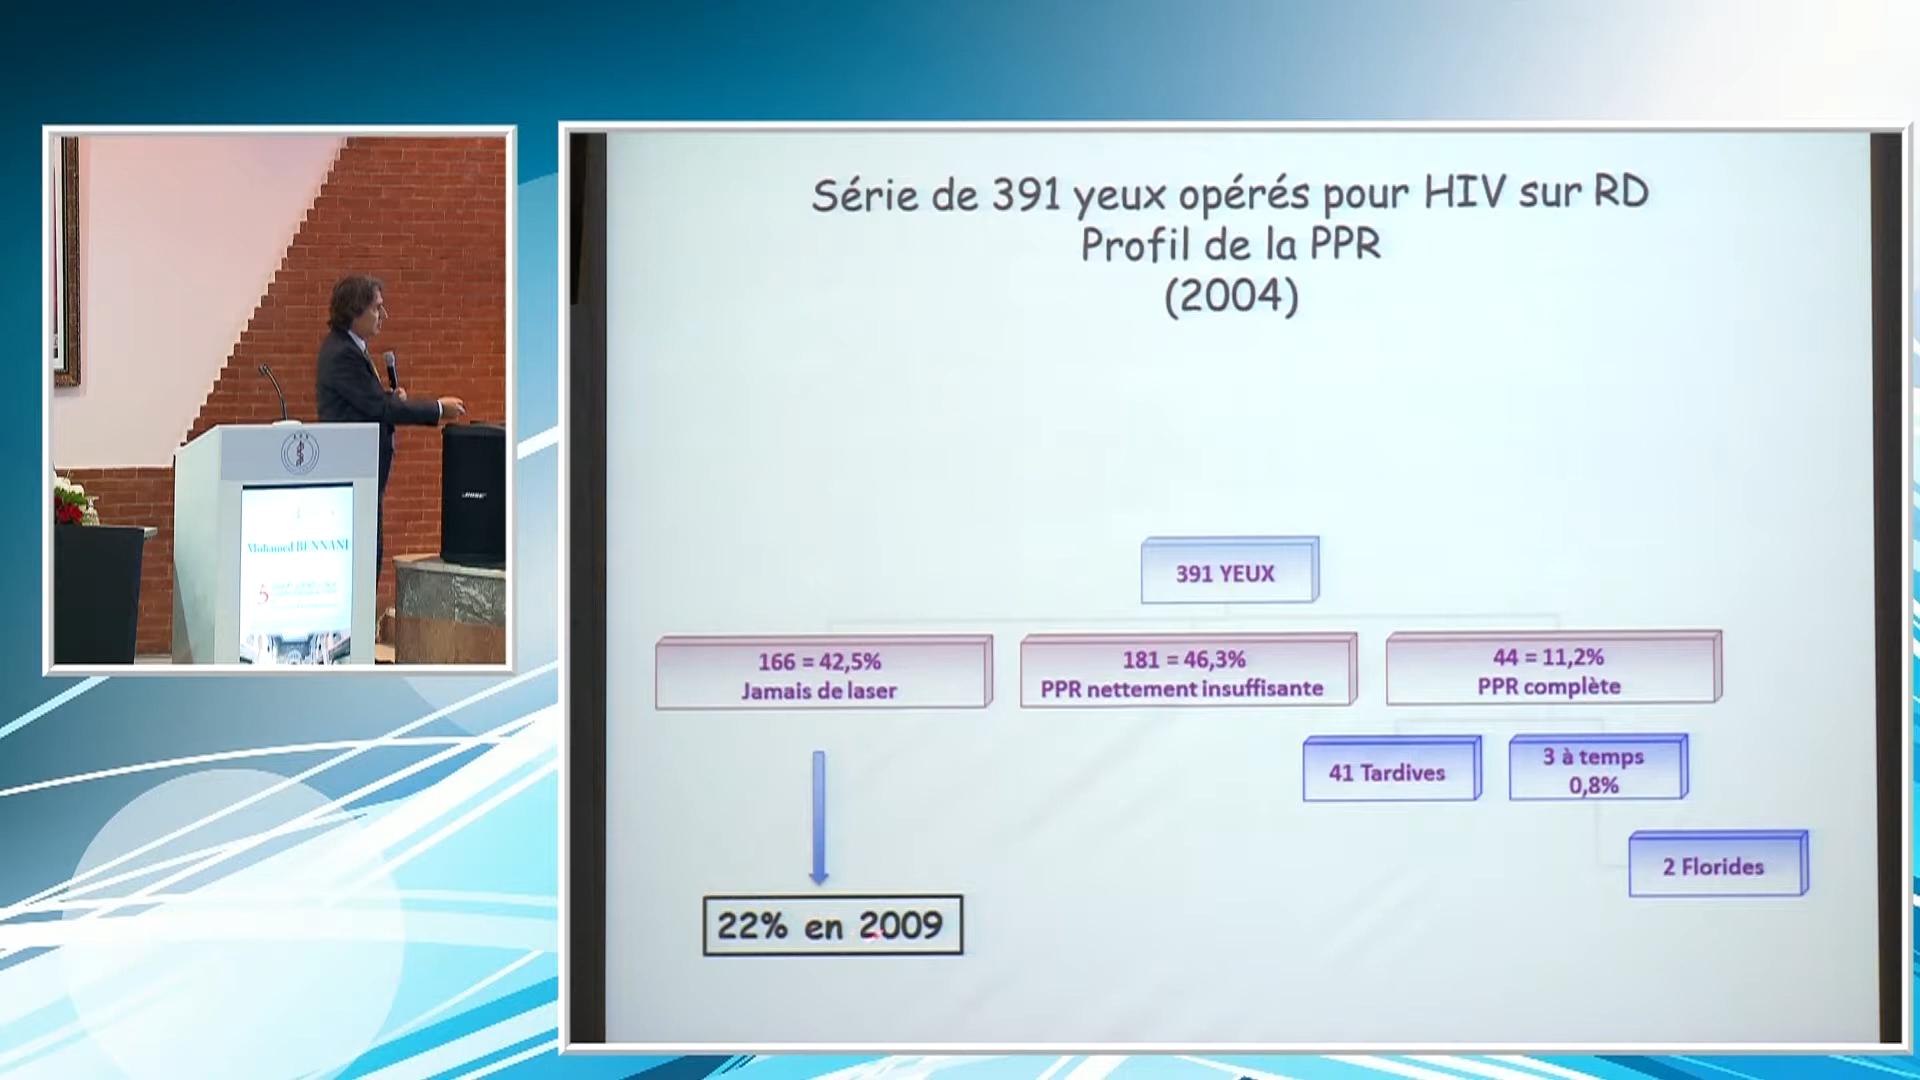 Série de 391 yeux opérés pour HIV sur RD
Profil de la PPR
(2004)
391 YEUX
166 = 42,5%
Jamais de laser
181 = 46,3%
PPR nettement insuffisante
44 = 11,2%
PPR complète
41 Tardives
3 à temps
0,8%
2 Florides
22% en 2009
Mohamed BENNANI
5
BOSE